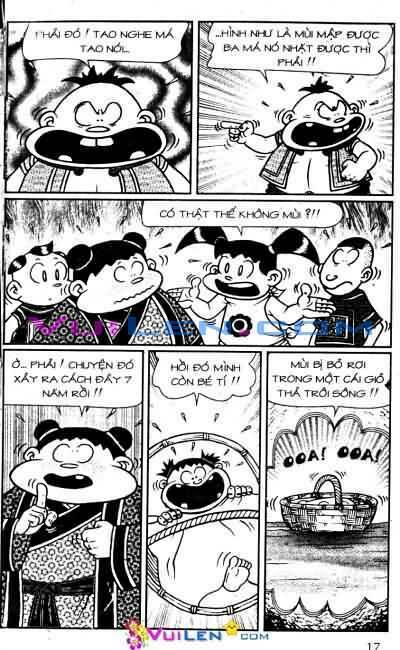 PHẢI ĐÓ ! TAO NGHE MÁ
TAO NÓI..
...HÌNH NHƯ LÀ MÙI MẬP ĐƯỢC
BA MÁ NÓ NHẶT ĐƯỢC THÌ
PHẢI !!
CÓ THẬT THẾ KHÔNG MÙI ?!!
VUILEN.COM
Ờ... PHẢI ! CHUYỆN ĐÓ
XẢY RA CÁCH ĐÂY 7
NĂM RỒI !!
HỒI ĐÓ MÌNH
CÒN BÉ TÍ !!
MÙI BỊ BỎ RƠI
TRONG MỘT CÁI GIỎ
THẢ TRÔI SÔNG !!
OOA! OOA!
17
VUILEN.COM